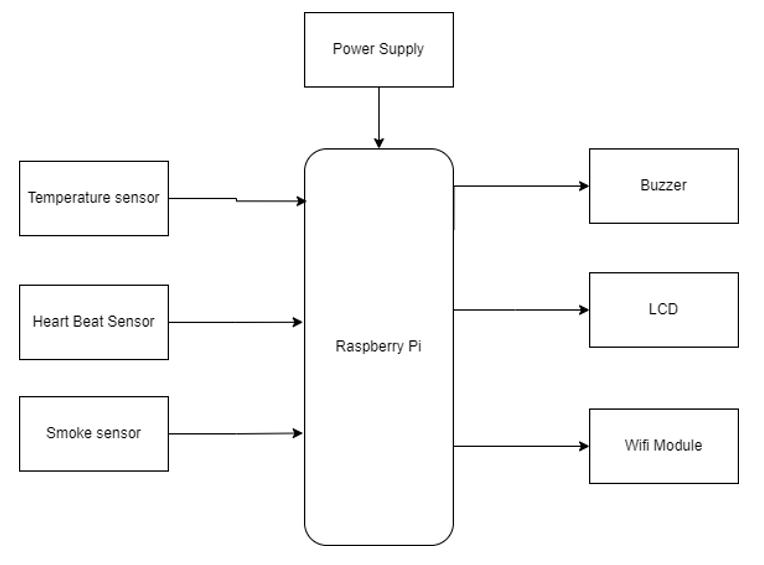 Power Supply
Temperature sensor
Buzzer
Heart Beat Sensor
LCD
Raspberry Pi
Smoke sensor
Wifi Module